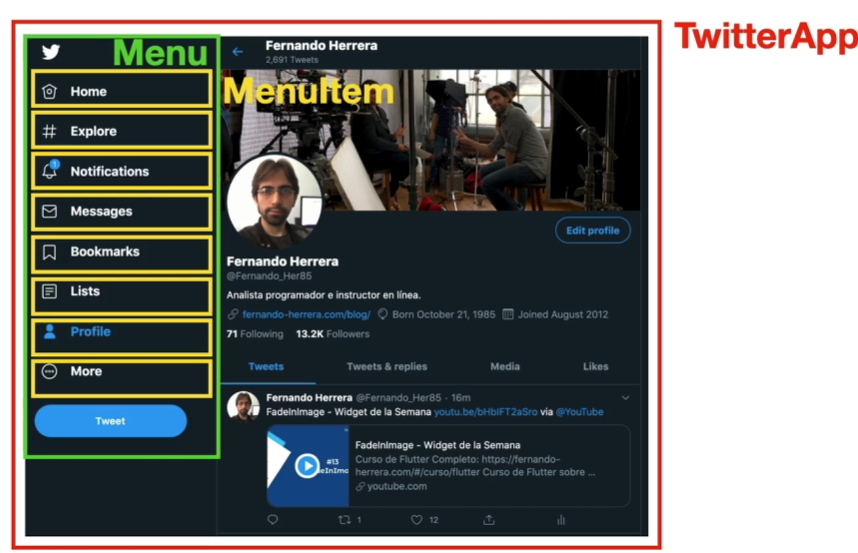 TwitterApp
Menu
Home
Explore
1
Notifications
Messages
Bookmarks
Lists
Profile
More
Tweet
Fernando Herrera
2,691 Tweets
MenuItem
Edit profile
Fernando Herrera
@Fernando_Her85
Analista programador e instructor en línea.
fernando-herrera.com/blog/ Born October 21, 1985 Joined August 2012
71 Following 13.2K Followers
Tweets Tweets & replies Media Likes
Fernando Herrera @Fernando_Her85 · 16m
FadeInImage - Widget de la Semana youtu.be/bHbIFT2aSro via @YouTube
#13
FadeInImage - Widget de la Semana
Curso de Flutter Completo: https://fernando-
herrera.com/#/curso/flutter Curso de Flutter sobre ...
youtube.com
1 12